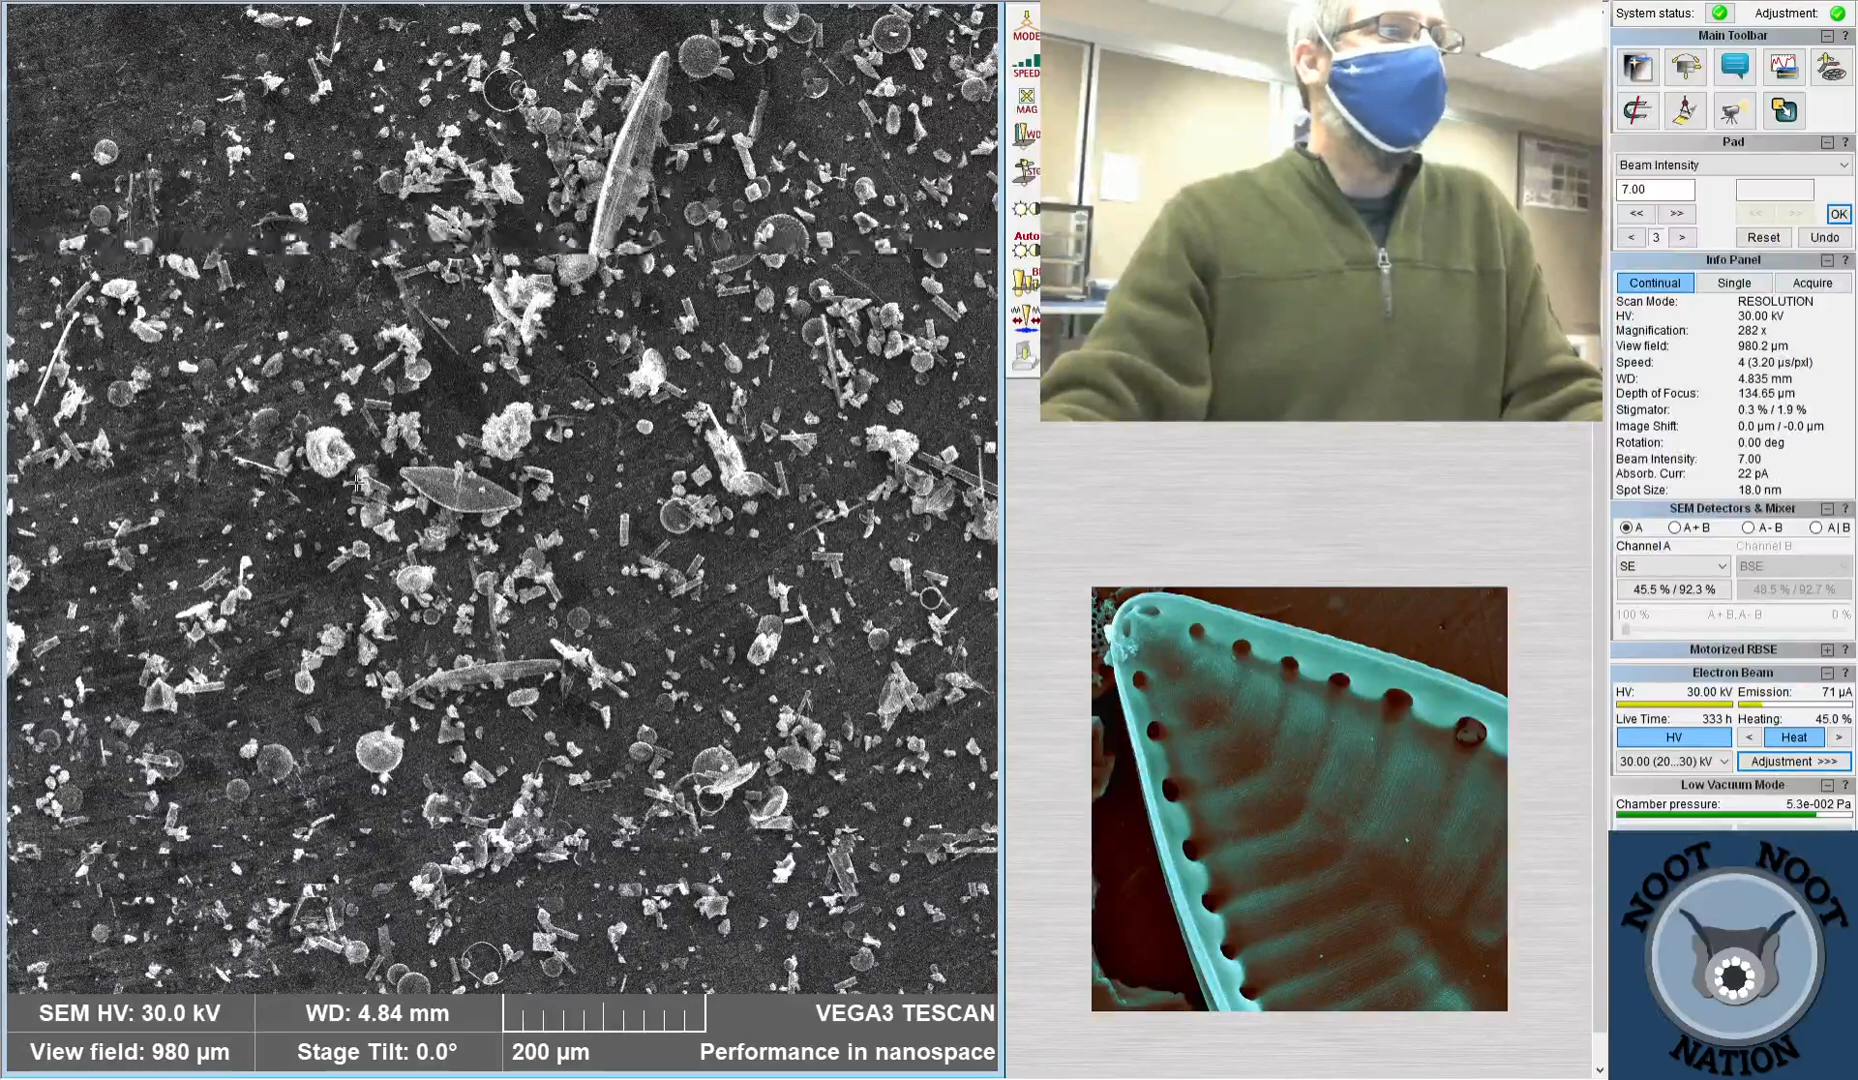 System status:
Adjustment:
Main Toolbar
?
MODE
SPEED
MAG
WD
Auto
Pad
?
Beam Intensity
7.00
<< >>
<< >>
OK
< 3 >
Reset
Undo
Info Panel
?
Continual
Single
Acquire
Scan Mode: RESOLUTION
HV: 30.00 kV
Magnification: 282 x
View field: 980.2 µm
Speed: 4 (3.20 µs/pxl)
WD: 4.835 mm
Depth of Focus: 134.65 µm
Stigmator: 0.3 % / 1.9 %
Image Shift: 0.0 µm / -0.0 µm
Rotation: 0.00 deg
Beam Intensity: 7.00
Absorb. Curr: 22 pA
Spot Size: 18.0 nm
SEM Detectors & Mixer
?
A
A + B
A - B
A | B
Channel A
Channel B
SE
BSE
45.5 % / 92.3 %
48.5 % / 92.7 %
100 %
A + B, A - B
0 %
Motorized RBSE
?
Electron Beam
?
HV: 30.00 kV
Emission: 71 µA
Live Time: 333 h
Heating: 45.0 %
HV
<
Heat
>
30.00 (20...30) kV
Adjustment >>>
Low Vacuum Mode
?
Chamber pressure: 5.3e-002 Pa
NOOT NOOT
NATION
SEM HV: 30.0 kV
WD: 4.84 mm
VEGA3 TESCAN
View field: 980 µm
Stage Tilt: 0.0°
200 µm
Performance in nanospace